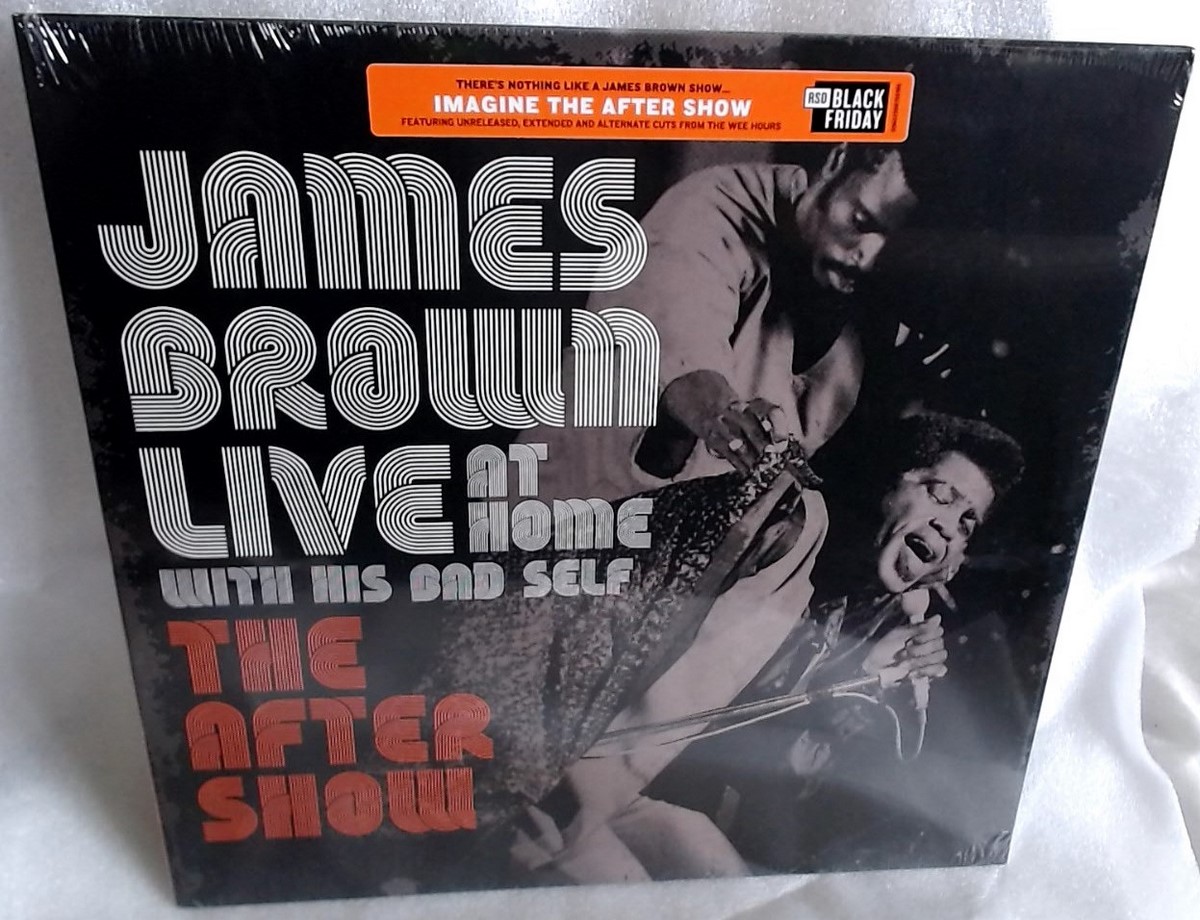 THERE'S NOTHING LIKE A JAMES BROWN SHOW...
IMAGINE THE AFTER SHOW
FEATURING UNRELEASED, EXTENDED AND ALTERNATE CUTS FROM THE WEE HOURS
RSD BLACK
FRIDAY
JAMES
BROWN
LIVE AT
HOME
WITH HIS BAD SELF
THE
AFTER
SHOW